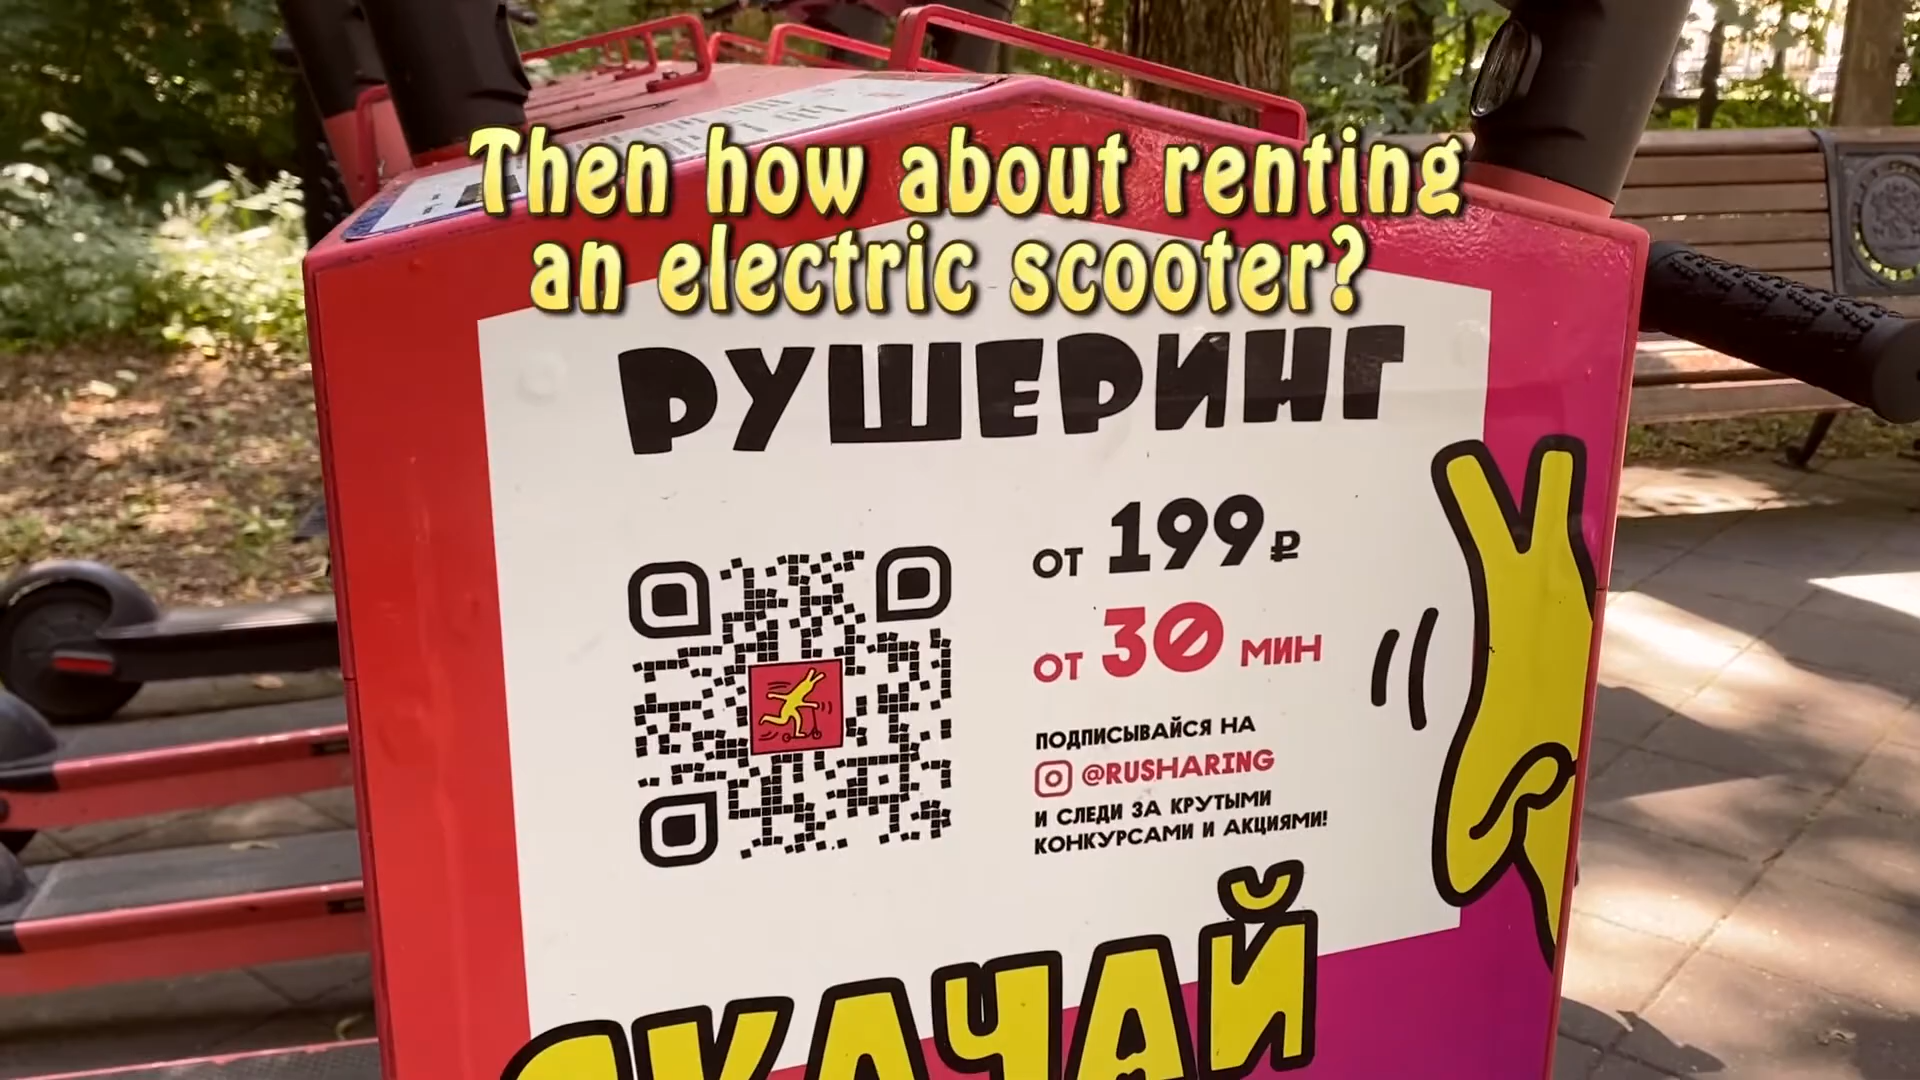 Then how about renting
an electric scooter?
РУШЕРИНГ
от 199 ₽
от 30 мин
ПОДПИСЫВАЙСЯ НА
@RUSHARING
И СЛЕДИ ЗА КРУТЫМИ
КОНКУРСАМИ И АКЦИЯМИ!
СКАЧАЙ